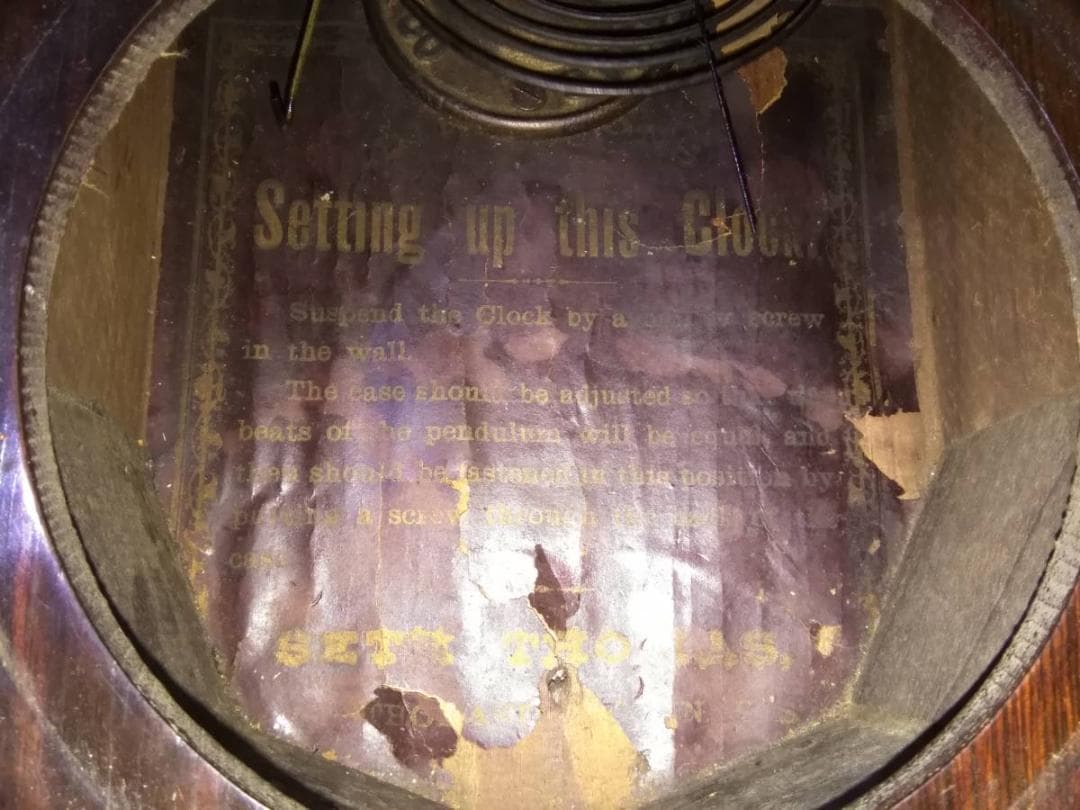 CO
Setting up this Clock.
Suspend the Clock by a screw
in the wall.
The case should be adjusted so
beats of the pendulum will be equal, and
then should be fastened in this position by
a screw through the
case.
SETH THOMAS,